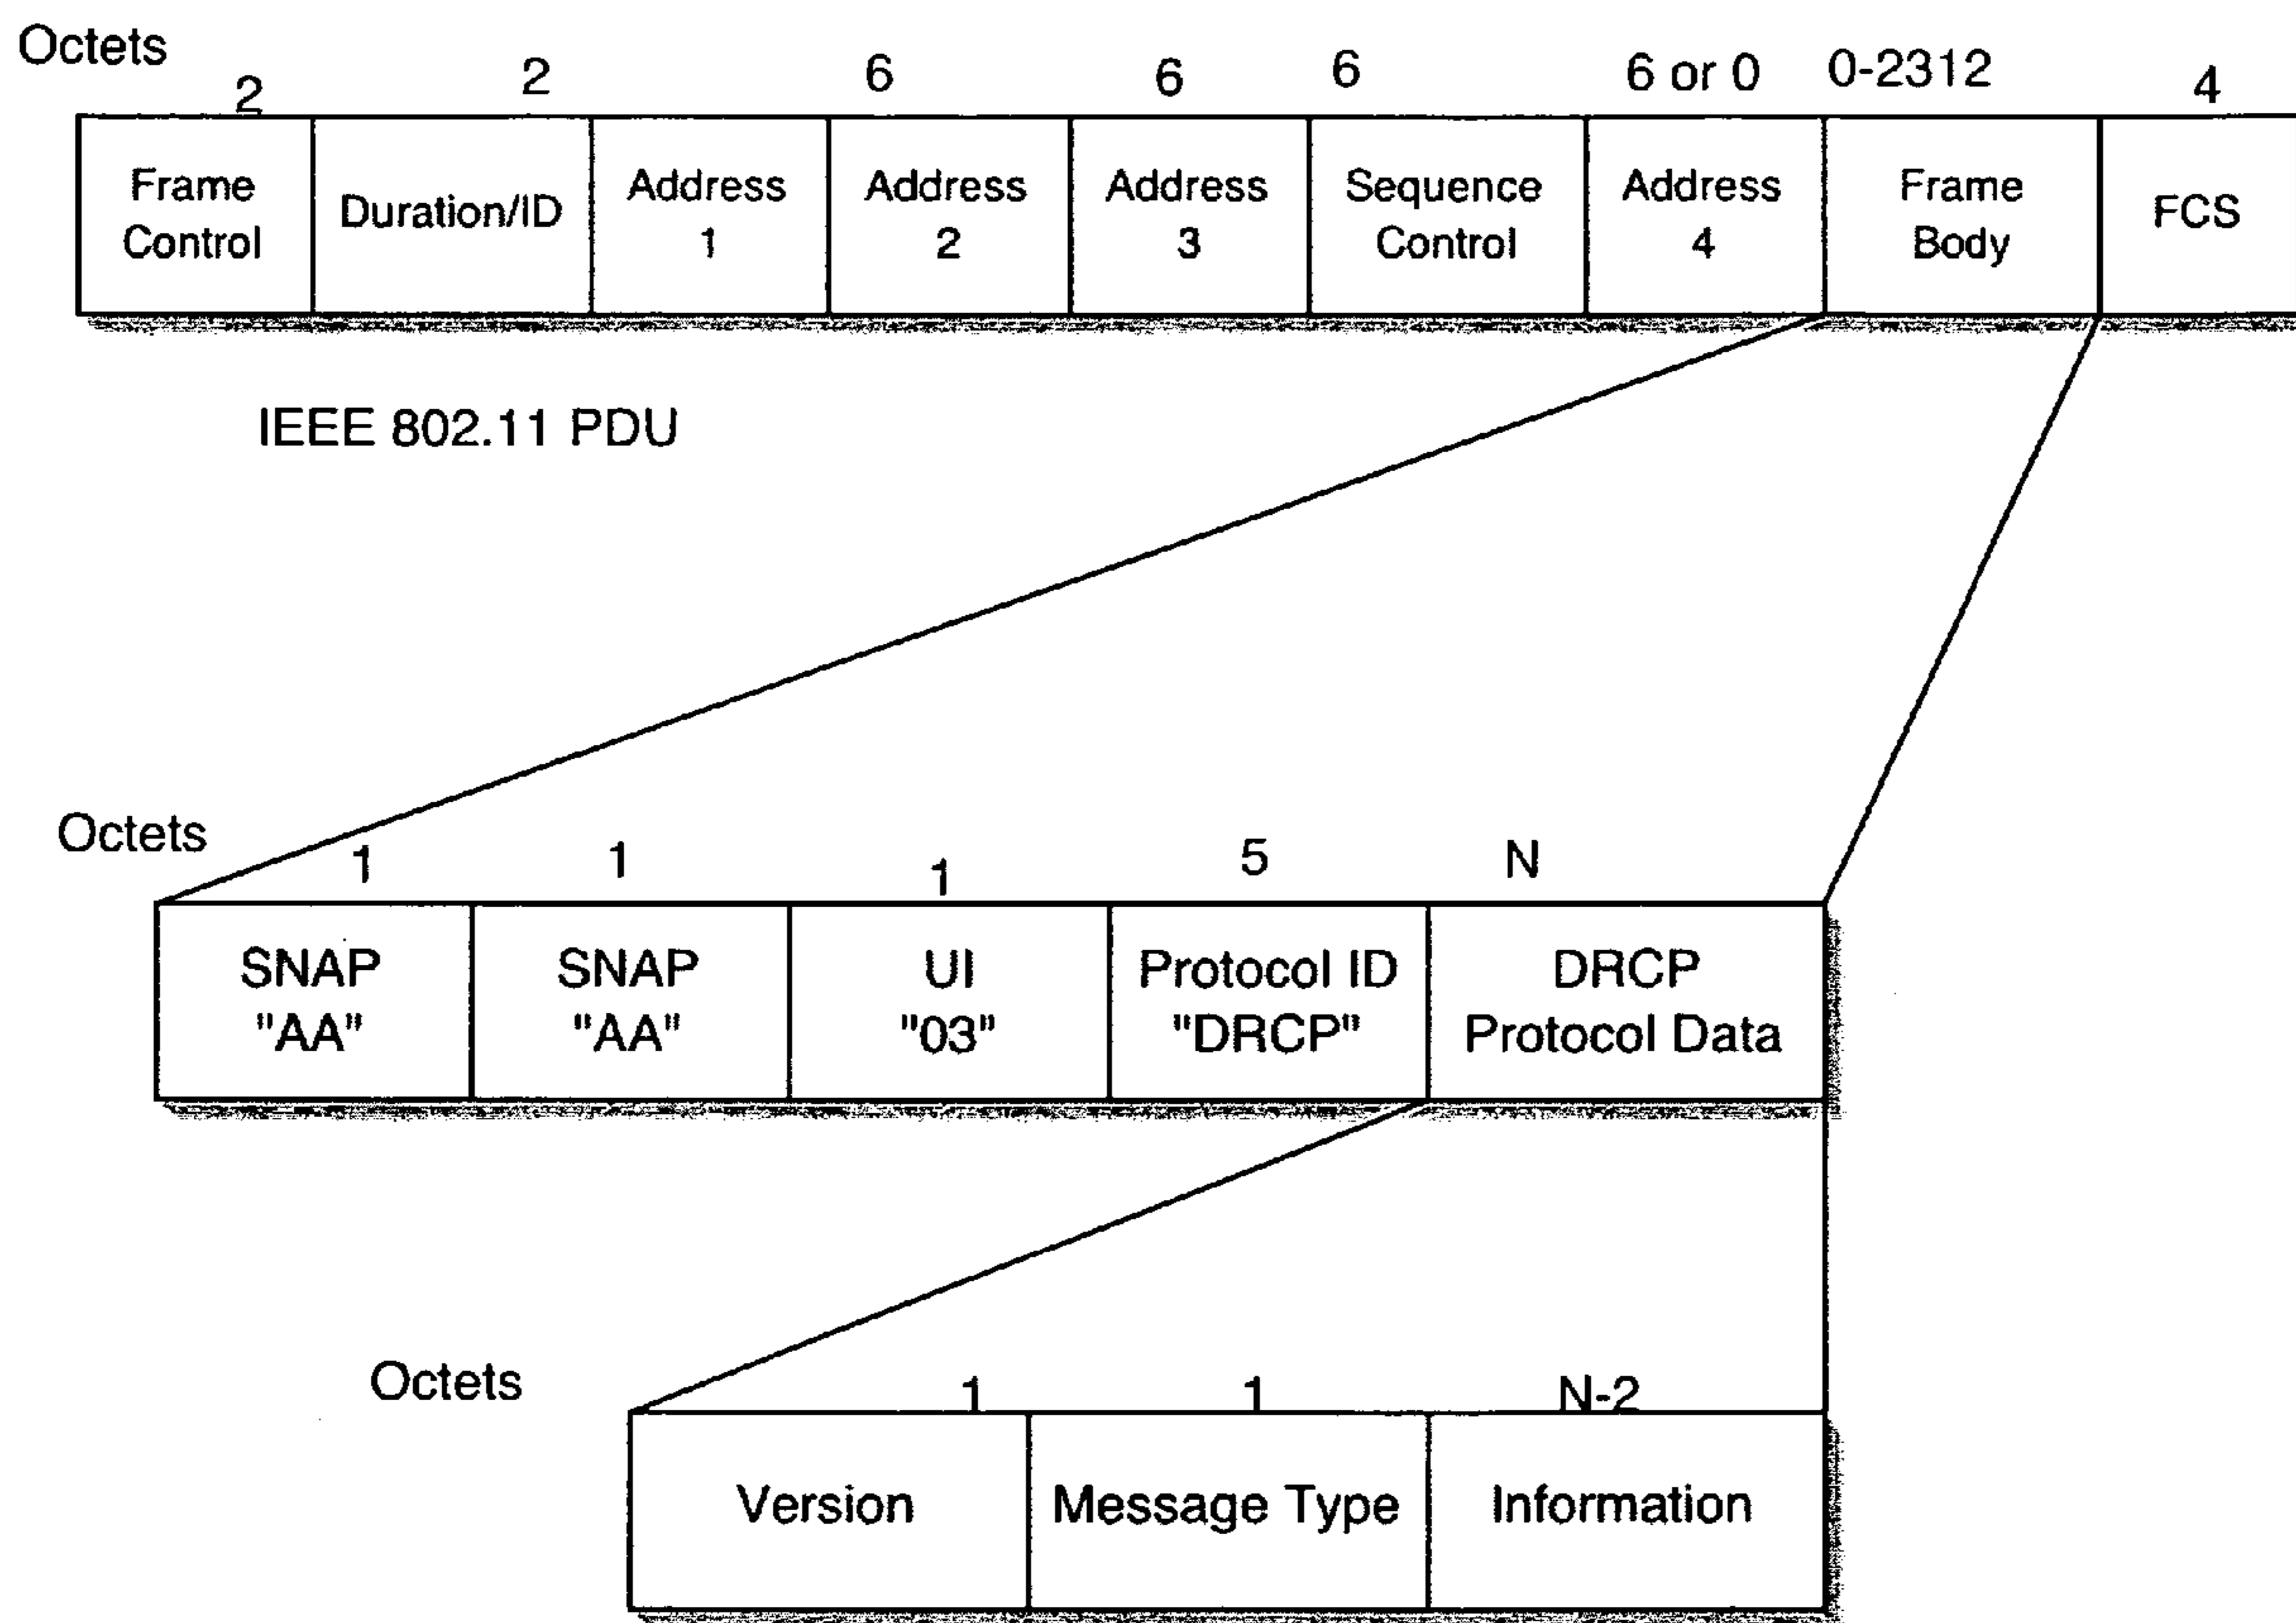 Octets
2 2 6 6 6 6 or 0 0-2312 4
Frame Control
Duration/ID
Address 1
Address 2
Address 3
Sequence Control
Address 4
Frame Body
FCS
IEEE 802.11 PDU
Octets
1 1 1 5 N
SNAP "AA"
SNAP "AA"
UI "03"
Protocol ID "DRCP"
DRCP Protocol Data
Octets
1 1 N-2
Version
Message Type
Information